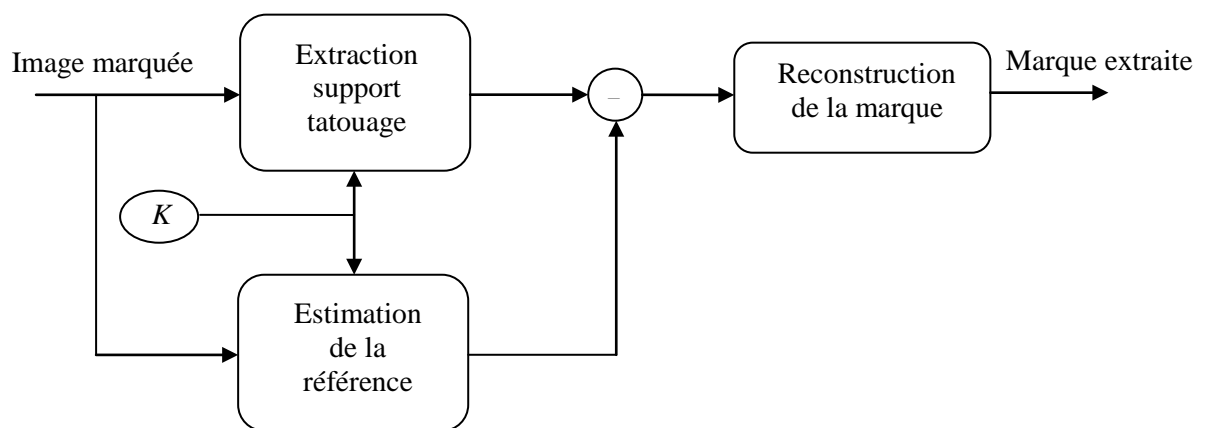 Image marquée
Extraction
support
tatouage
–
Reconstruction
de la marque
Marque extraite
K
Estimation
de la
référence